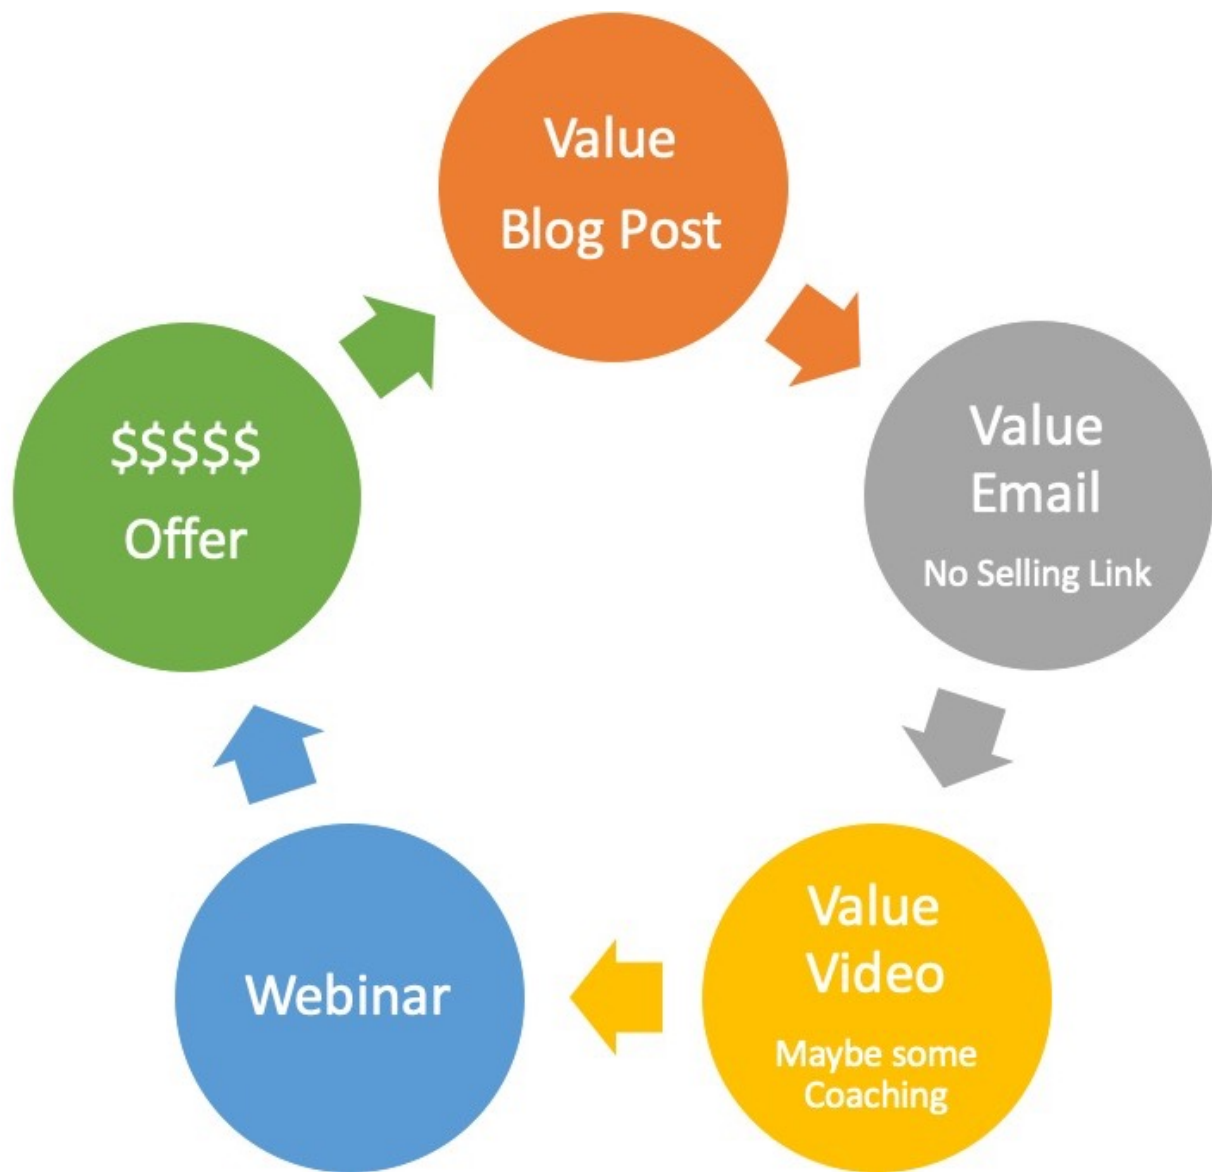 Value
Blog Post
Value
Email
No Selling Link
Value
Video
Maybe some
Coaching
Webinar
$$$$$
Offer